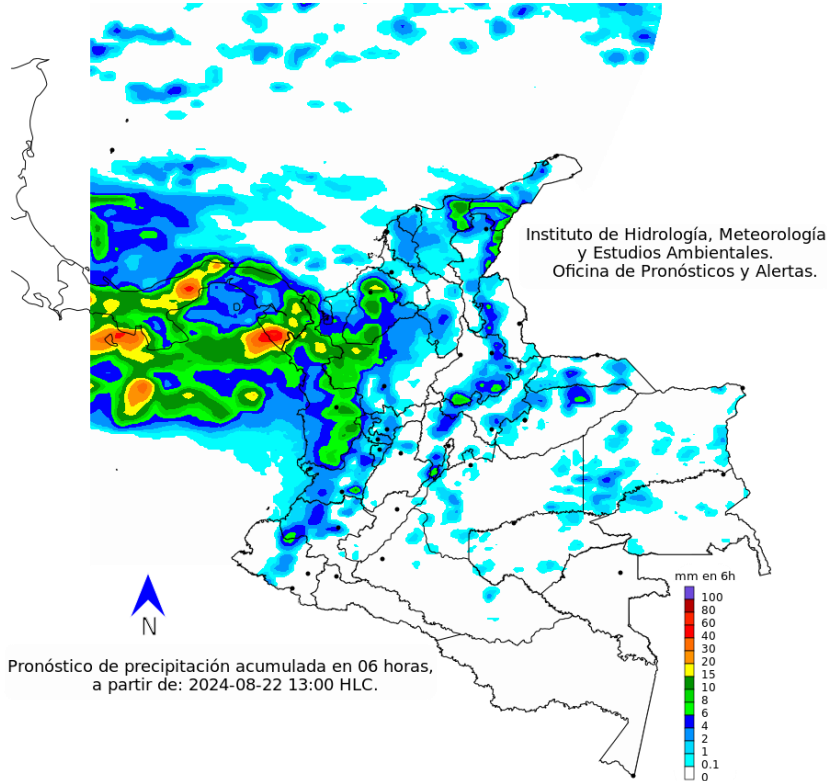 Instituto de Hidrología, Meteorología
y Estudios Ambientales.
Oficina de Pronósticos y Alertas.
mm en 6h
100
80
60
40
30
20
15
10
8
6
4
2
1
0.1
0
N
Pronóstico de precipitación acumulada en 06 horas,
a partir de: 2024-08-22 13:00 HLC.